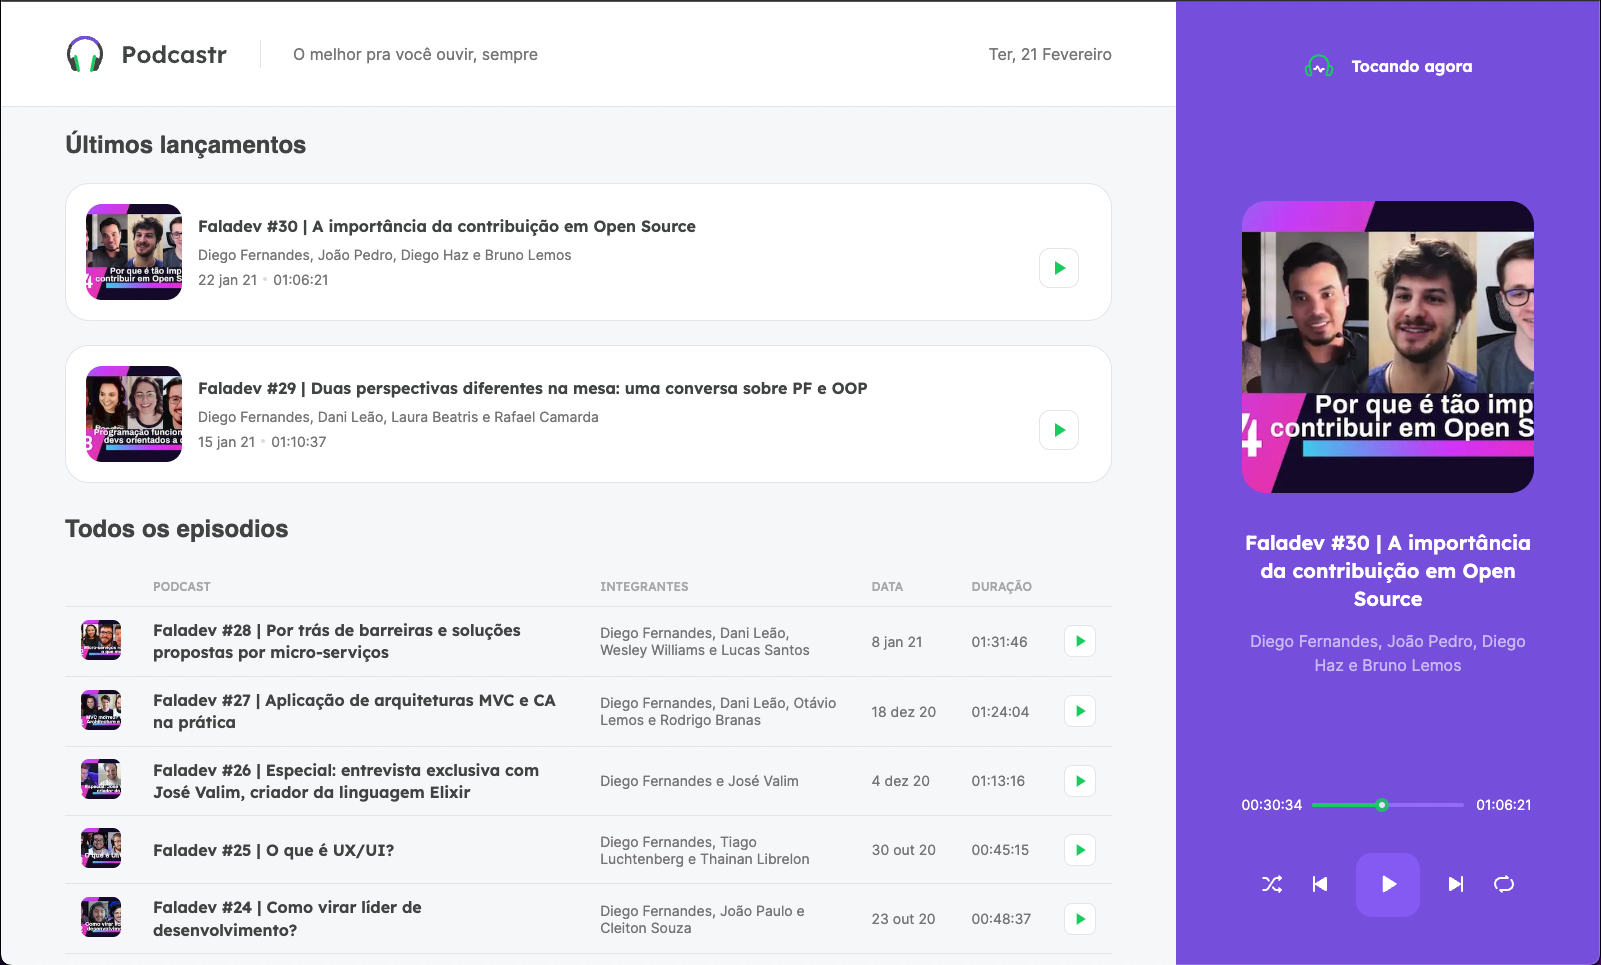 Podcastr
O melhor pra você ouvir, sempre
Ter, 21 Fevereiro
Últimos lançamentos
Faladev #30 | A importância da contribuição em Open Source
Diego Fernandes, João Pedro, Diego Haz e Bruno Lemos
22 jan 21 • 01:06:21
Por que é tão imp
contribuir em Open S
4
Faladev #29 | Duas perspectivas diferentes na mesa: uma conversa sobre PF e OOP
Diego Fernandes, Dani Leão, Laura Beatris e Rafael Camarda
15 jan 21 • 01:10:37
Programação funcion
devs orientados a o
3
Todos os episodios
PODCAST INTEGRANTES DATA DURAÇÃO
Faladev #28 | Por trás de barreiras e soluções
propostas por micro-serviços
Diego Fernandes, Dani Leão,
Wesley Williams e Lucas Santos
8 jan 21
01:31:46
Faladev #27 | Aplicação de arquiteturas MVC e CA
na prática
Diego Fernandes, Dani Leão, Otávio
Lemos e Rodrigo Branas
18 dez 20
01:24:04
Faladev #26 | Especial: entrevista exclusiva com
José Valim, criador da linguagem Elixir
Diego Fernandes e José Valim
4 dez 20
01:13:16
Faladev #25 | O que é UX/UI?
Diego Fernandes, Tiago
Luchtenberg e Thainan Librelon
30 out 20
00:45:15
Faladev #24 | Como virar líder de
desenvolvimento?
Diego Fernandes, João Paulo e
Cleiton Souza
23 out 20
00:48:37
Tocando agora
Por que é tão imp
contribuir em Open S
4
Faladev #30 | A importância
da contribuição em Open
Source
Diego Fernandes, João Pedro, Diego
Haz e Bruno Lemos
00:30:34
01:06:21